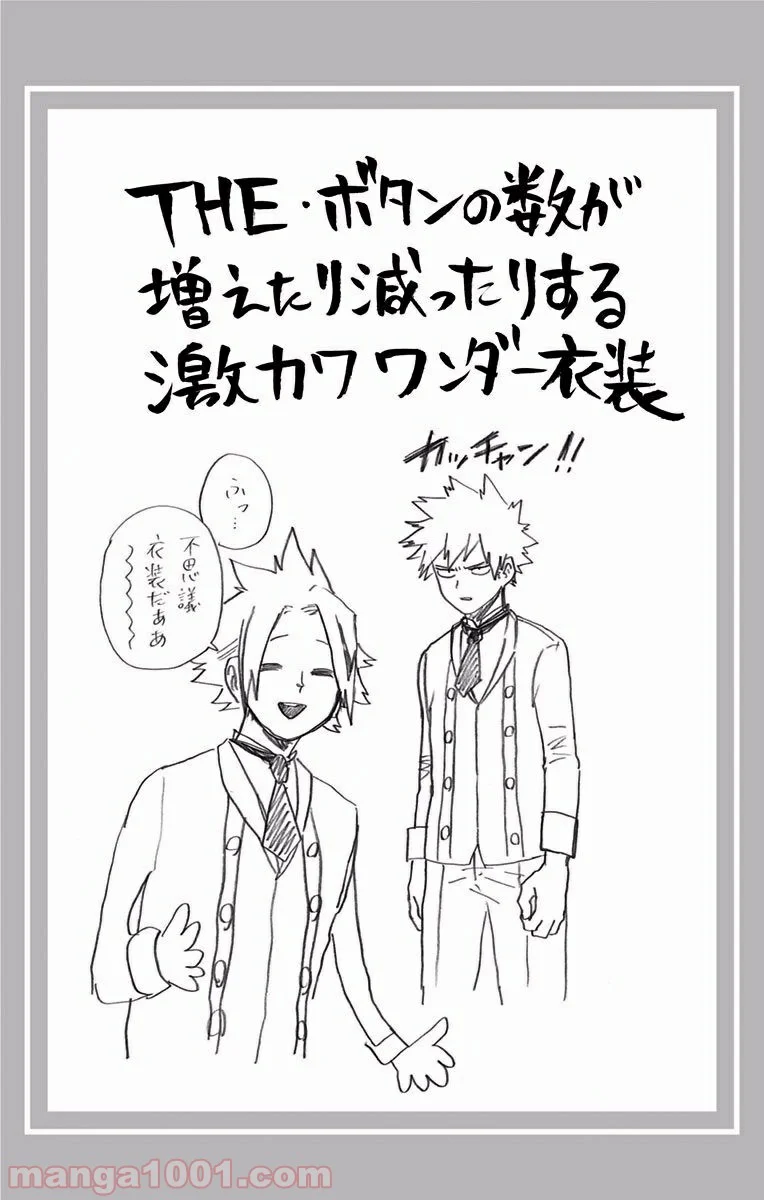 THE・ボタンの数が
増えたり減ったりする
激カワワンダー衣装
カッチャン!!
ふっ…
不思議
衣装だぁぁ
manga1001.com